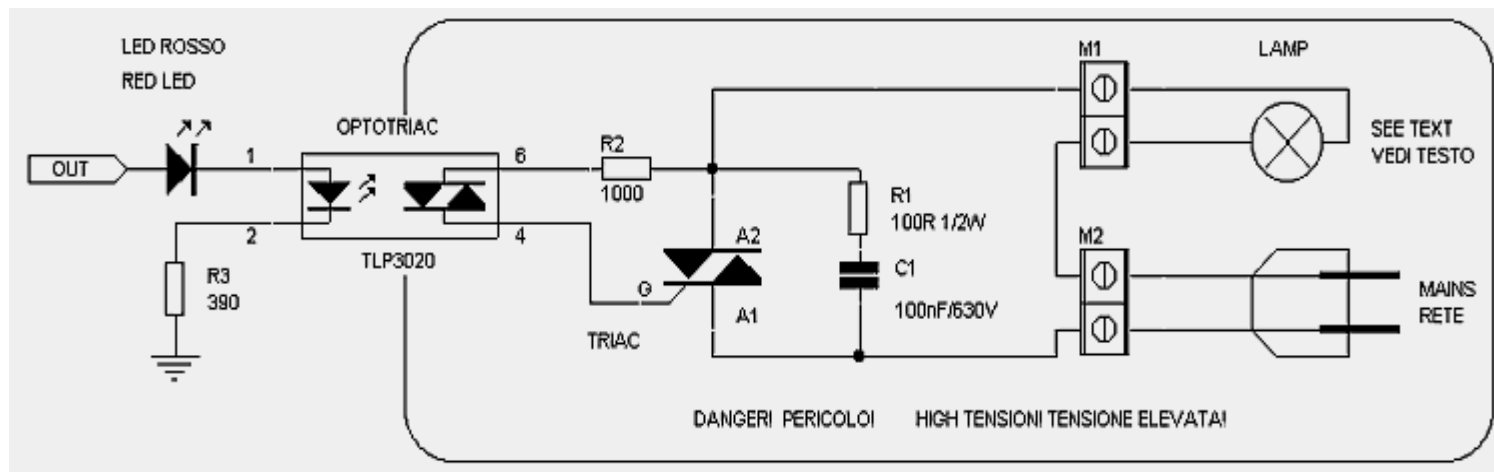 LED ROSSO
RED LED
OUT
1
2
R3
390
OPTOTRIAC
TLP3020
6
4
R2
1000
G
A2
A1
TRIAC
R1
100R 1/2W
C1
100nF/630V
M1
LAMP
SEE TEXT
VEDI TESTO
M2
MAINS
RETE
DANGER! PERICOLO! HIGH TENSION! TENSIONE ELEVATA!